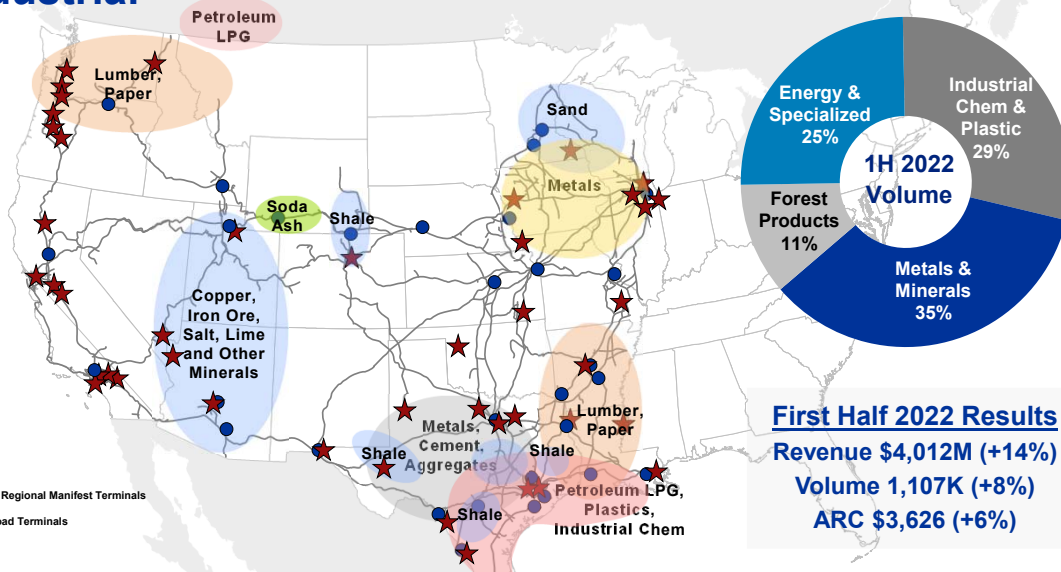 Petroleum
LPG
Lumber,
Paper
Sand
Metals
Soda
Ash
Shale
Copper,
Iron Ore,
Salt, Lime
and Other
Minerals
Metals,
Cement,
Aggregates
Shale
Lumber,
Paper
Shale
Shale
Petroleum LPG,
Plastics,
Industrial Chem
Regional Manifest Terminals
Terminals
Energy &
Specialized
25%
Industrial
Chem &
Plastic
29%
1H 2022
Volume
Forest
Products
11%
Metals &
Minerals
35%
First Half 2022 Results
Revenue $4,012M (+14%)
Volume 1,107K (+8%)
ARC $3,626 (+6%)